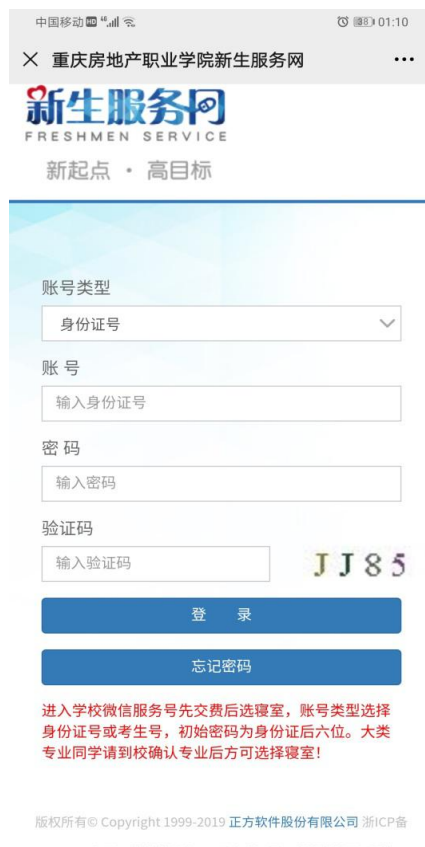 中国移动 HD 46 01:10
重庆房地产职业学院新生服务网
新生服务网
FRESHMEN SERVICE
新起点 · 高目标
账号类型
身份证号
账 号
输入身份证号
密 码
输入密码
验证码
输入验证码 JJ85
登 录
忘记密码
进入学校微信服务号先交费后选寝室，账号类型选择
身份证号或考生号，初始密码为身份证后六位。大类
专业同学请到校确认专业后方可选择寝室！
版权所有© Copyright 1999-2019 正方软件股份有限公司 浙ICP备